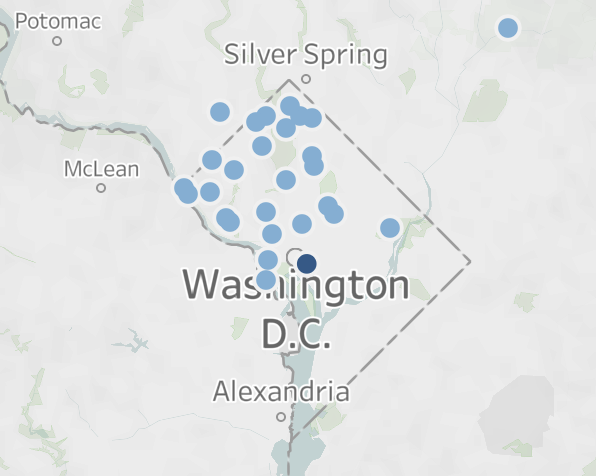 Potomac
Silver Spring
McLean
Washington
D.C.
Alexandria